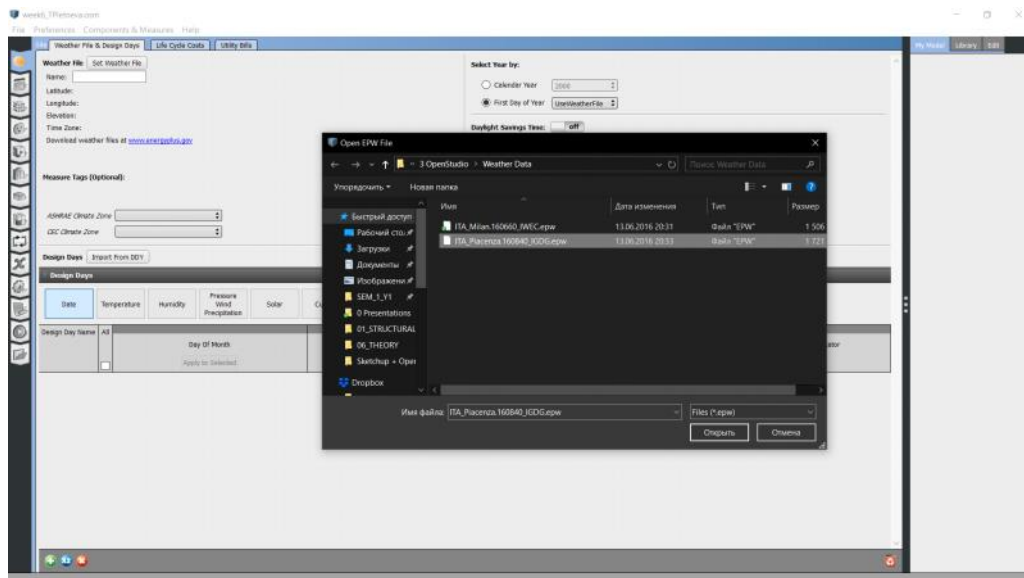 File Preferences Components & Measures Help
Weather File & Design Days Life Cycle Costs Utility Bills
My Model Library Edit
Weather File Set Weather File
Name:
Latitude:
Longitude:
Elevation:
Time Zone:
Download weather files at www.energyplus.gov
Measure Tags (Optional):
ASHRAE Climate Zone
CEC Climate Zone
Design Days Import From DDY
Select Year by:
Calendar Year
First Day of Year UseWeatherFile
Daylight Savings Time: off
Design Days
Date Temperature Humidity Pressure Wind Precipitation Solar
Design Day Name All
Day Of Month
Apply to Selected
Open EPW File
3 OpenStudio > Weather Data
Поиск: Weather Data
Упорядочить Новая папка
Имя Дата изменения Тип Размер
ITA_Milan.160660_IWEC.epw 13.06.2016 20:31 Файл "EPW" 1 506
ITA_Piacenza.160840_IGDG.epw 13.06.2016 20:33 Файл "EPW" 1 721
Быстрый доступ
Рабочий сто
Загрузки
Документы
Изображени
SEM_1_Y1
0 Presentations
01_STRUCTURAL
06_THEORY
Sketchup + Open
Dropbox
Имя файла: ITA_Piacenza.160840_IGDG.epw Files (*.epw)
Открыть Отмена